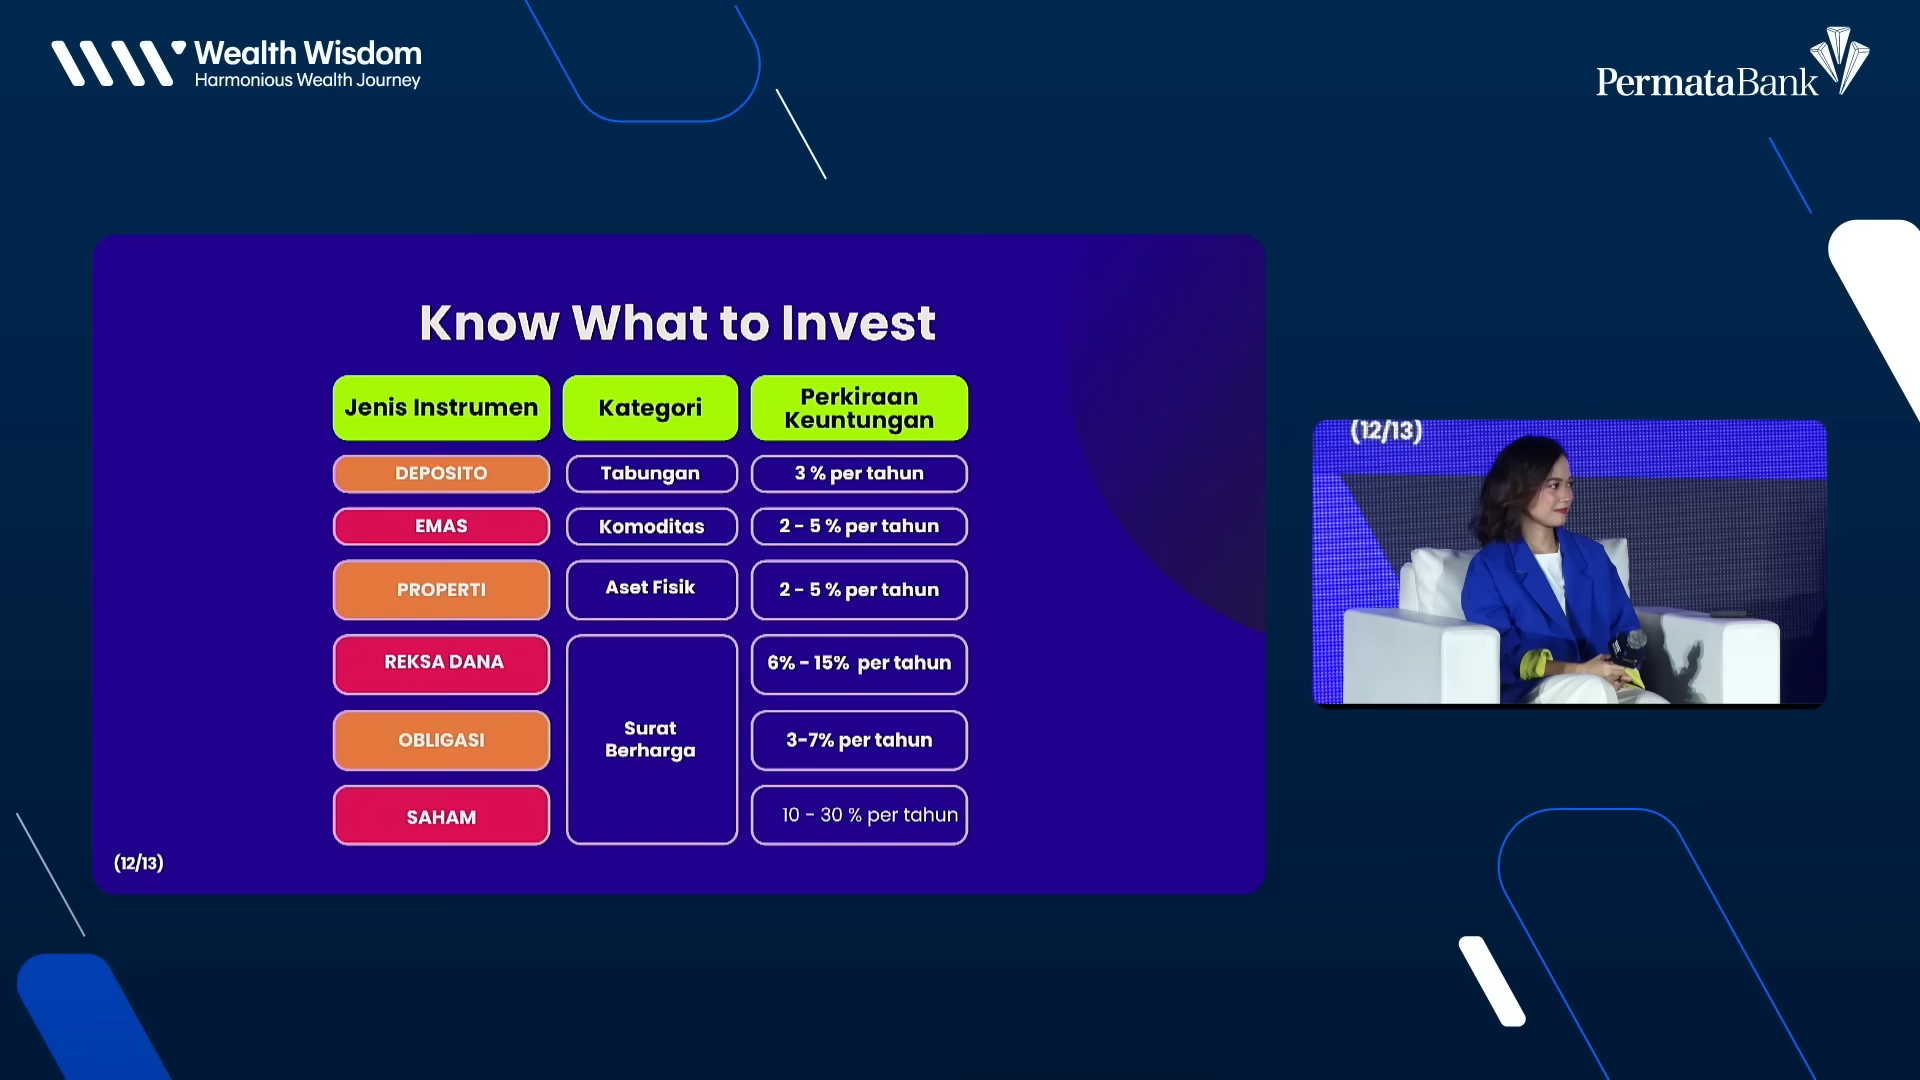 Wealth Wisdom
Harmonious Wealth Journey
PermataBank
Know What to Invest
Jenis Instrumen
Kategori
Perkiraan
Keuntungan
DEPOSITO
Tabungan
3 % per tahun
EMAS
Komoditas
2 - 5 % per tahun
PROPERTI
Aset Fisik
2 - 5 % per tahun
REKSA DANA
6% - 15% per tahun
Surat
Berharga
OBLIGASI
3-7% per tahun
SAHAM
10 - 30 % per tahun
(12/13)
(12/13)